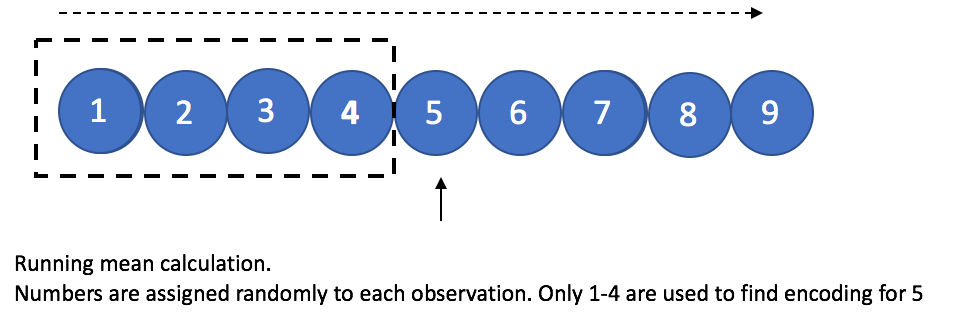 1 2 3 4 5 6 7 8 9
Running mean calculation.
Numbers are assigned randomly to each observation. Only 1-4 are used to find encoding for 5